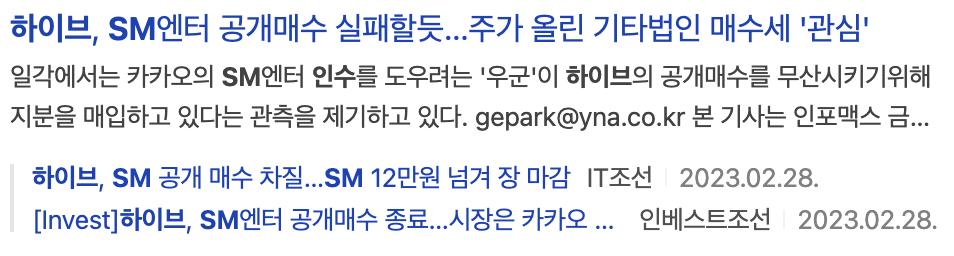 하이브, SM엔터 공개매수 실패할듯...주가 올린 기타법인 매수세 '관심'
일각에서는 카카오의 SM엔터 인수를 도우려는 '우군'이 하이브의 공개매수를 무산시키기위해
지분을 매입하고 있다는 관측을 제기하고 있다. gepark@yna.co.kr 본 기사는 인포맥스 금...
하이브, SM 공개 매수 차질...SM 12만원 넘겨 장 마감 IT조선 2023.02.28.
[Invest]하이브, SM엔터 공개매수 종료...시장은 카카오 ... 인베스트조선 2023.02.28.